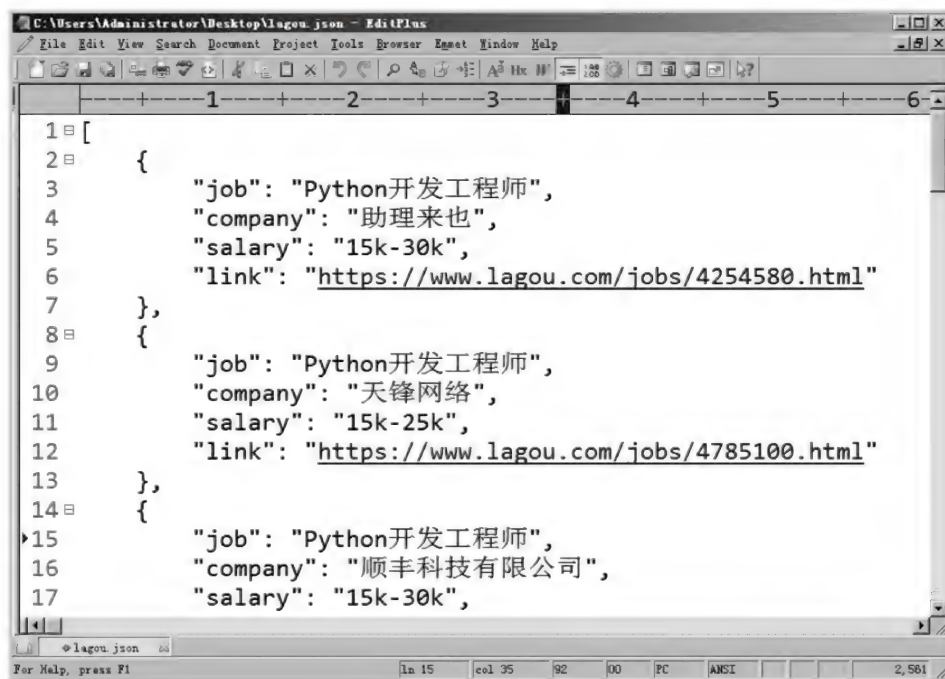 C:\Users\Administrator\Desktop\lagou.json - EditPlus
File Edit View Search Document Project Tools Browser Emmet Window Help
----+----1----+----2----+----3----+----4----+----5----+----6-
1 [
2 {
3 "job": "Python开发工程师",
4 "company": "助理来也",
5 "salary": "15k-30k",
6 "link": "https://www.lagou.com/jobs/4254580.html"
7 },
8 {
9 "job": "Python开发工程师",
10 "company": "天锋网络",
11 "salary": "15k-25k",
12 "link": "https://www.lagou.com/jobs/4785100.html"
13 },
14 {
15 "job": "Python开发工程师",
16 "company": "顺丰科技有限公司",
17 "salary": "15k-30k",
lagou.json
For Help, press F1 ln 15 col 35 92 00 PC ANSI 2,561